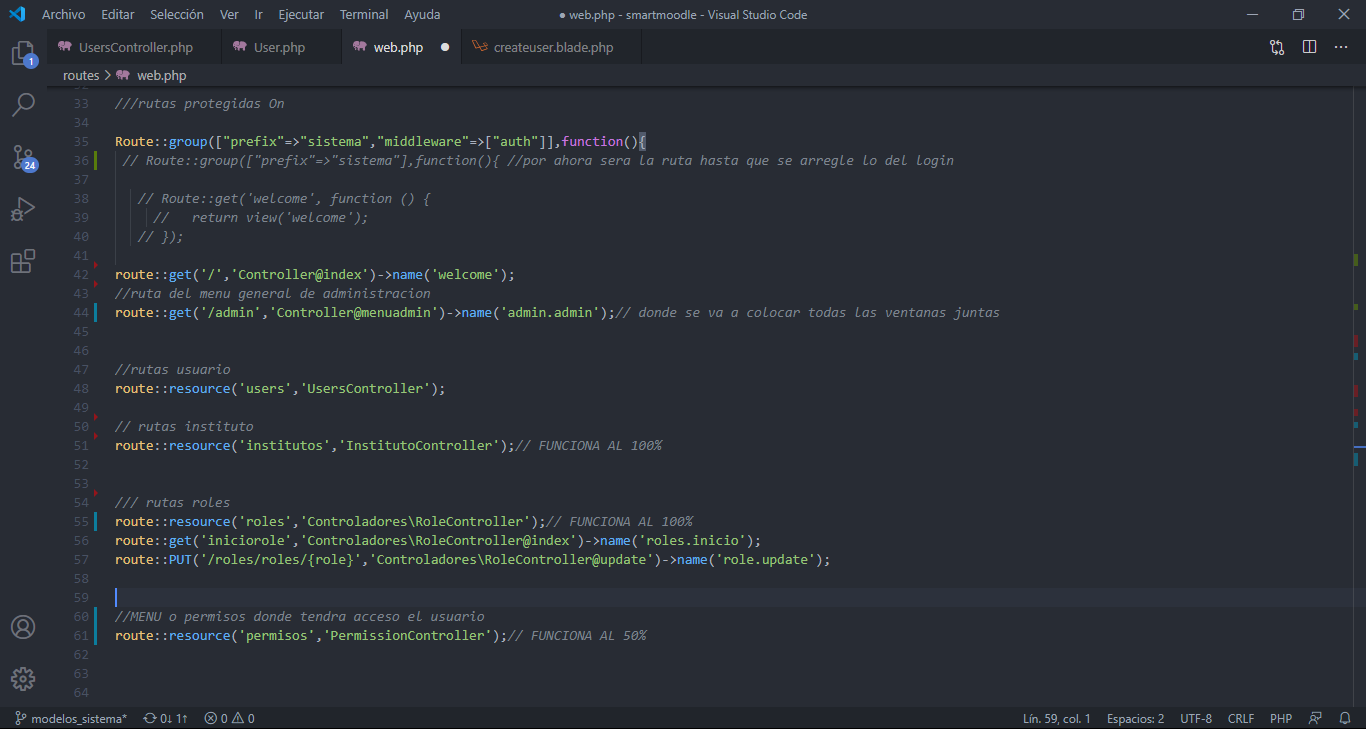 Archivo Editar Selección Ver Ir Ejecutar Terminal Ayuda
● web.php - smartmoodle - Visual Studio Code
UsersController.php User.php web.php ● createuser.blade.php
routes > web.php
33 ///rutas protegidas On
34
35 Route::group(["prefix"=>"sistema","middleware"=>["auth"]],function(){
36 // Route::group(["prefix"=>"sistema"],function(){ //por ahora sera la ruta hasta que se arregle lo del login
37
38 // Route::get('welcome', function () {
39 //   return view('welcome');
40 // });
41
42 route::get('/','Controller@index')->name('welcome');
43 //ruta del menu general de administracion
44 route::get('/admin','Controller@menuadmin')->name('admin.admin');// donde se va a colocar todas las ventanas juntas
45
46
47 //rutas usuario
48 route::resource('users','UsersController');
49
50 // rutas instituto
51 route::resource('institutos','InstitutoController');// FUNCIONA AL 100%
52
53
54 /// rutas roles
55 route::resource('roles','Controladores\RoleController');// FUNCIONA AL 100%
56 route::get('iniciorole','Controladores\RoleController@index')->name('roles.inicio');
57 route::PUT('/roles/roles/{role}','Controladores\RoleController@update')->name('role.update');
58
59
60 //MENU o permisos donde tendra acceso el usuario
61 route::resource('permisos','PermissionController');// FUNCIONA AL 50%
62
63
64
1
24
modelos_sistema* 0↓ 1↑ 0 0 Lín. 59, col. 1 Espacios: 2 UTF-8 CRLF PHP